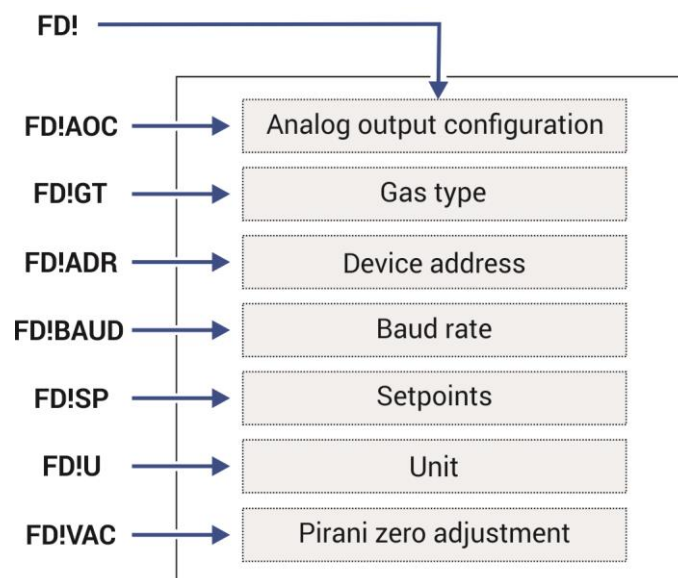 FD!
FD!AOC
Analog output configuration
FD!GT
Gas type
FD!ADR
Device address
FD!BAUD
Baud rate
FD!SP
Setpoints
FD!U
Unit
FD!VAC
Pirani zero adjustment